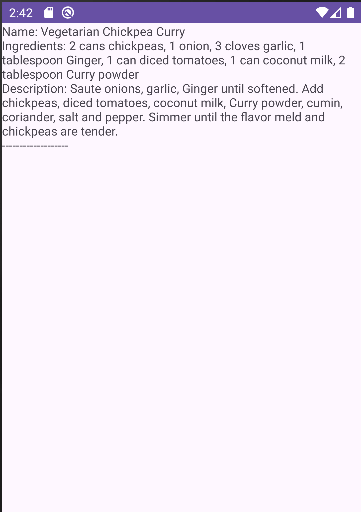 2:42
Name: Vegetarian Chickpea Curry
Ingredients: 2 cans chickpeas, 1 onion, 3 cloves garlic, 1
tablespoon Ginger, 1 can diced tomatoes, 1 can coconut milk, 2
tablespoon Curry powder
Description: Saute onions, garlic, Ginger until softened. Add
chickpeas, diced tomatoes, coconut milk, Curry powder, cumin,
coriander, salt and pepper. Simmer until the flavor meld and
chickpeas are tender.
-------------------